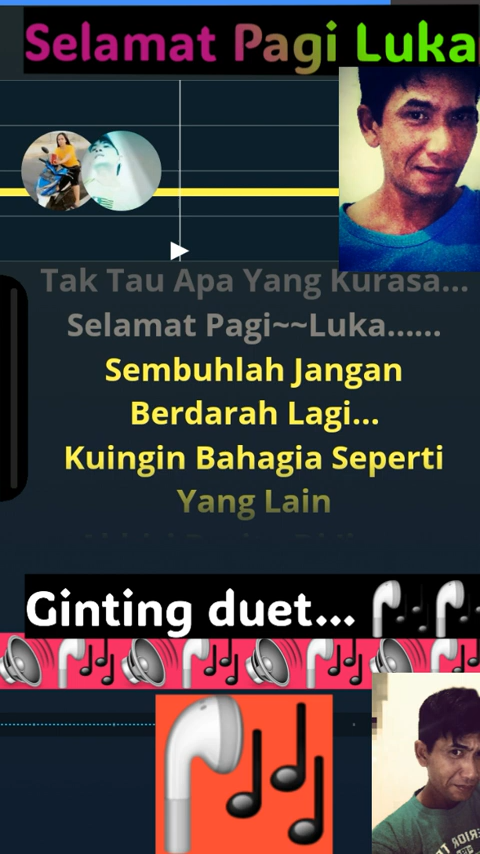 Selamat Pagi Luka
Tak Tau Apa Yang Kurasa...
Selamat Pagi~~Luka......
Sembuhlah Jangan
Berdarah Lagi...
Kuingin Bahagia Seperti
Yang Lain
Ginting duet...